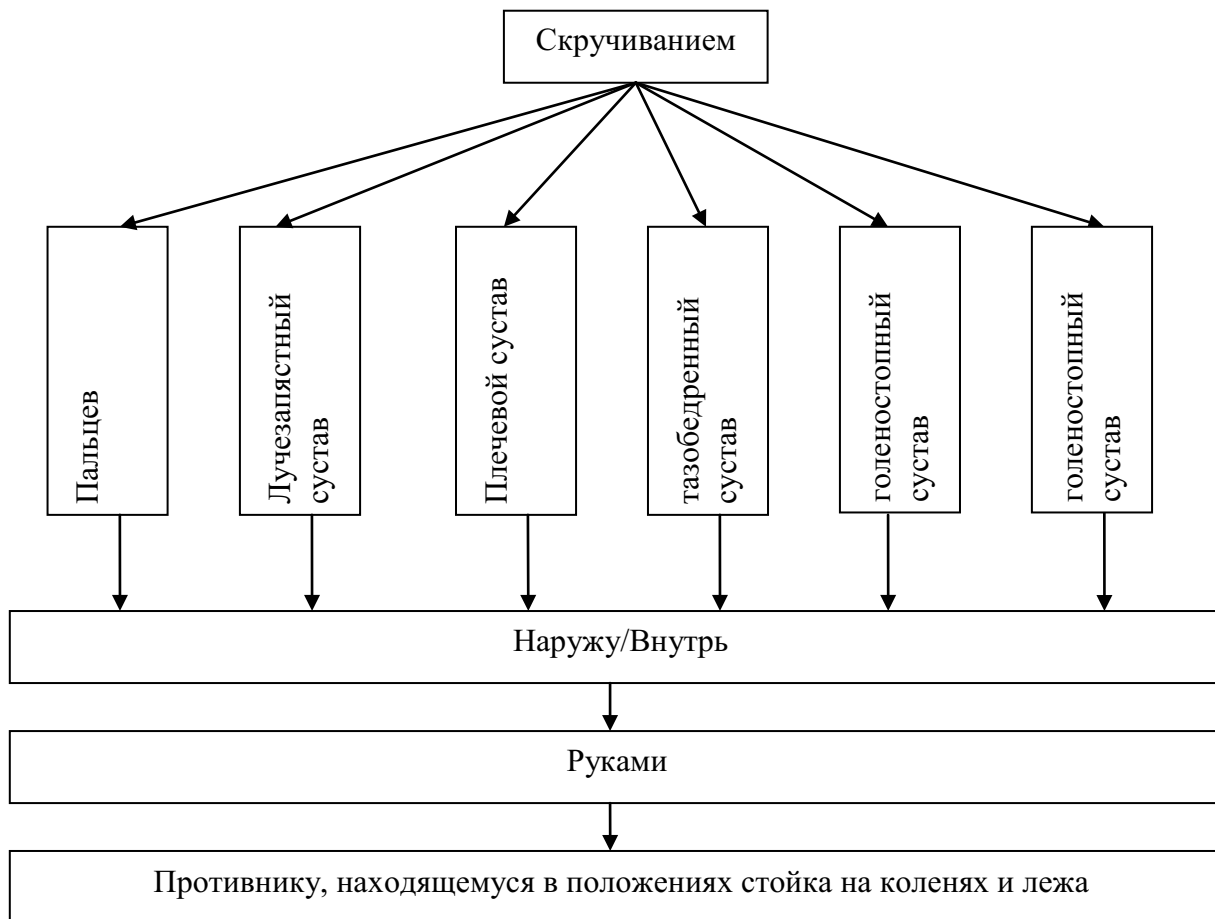 Скручиванием
Пальцев
Лучезапястный
сустав
Плечевой сустав
тазобедренный
сустав
голеностопный
сустав
голеностопный
сустав
Наружу/Внутрь
Руками
Противнику, находящемуся в положениях стойка на коленях и лежа